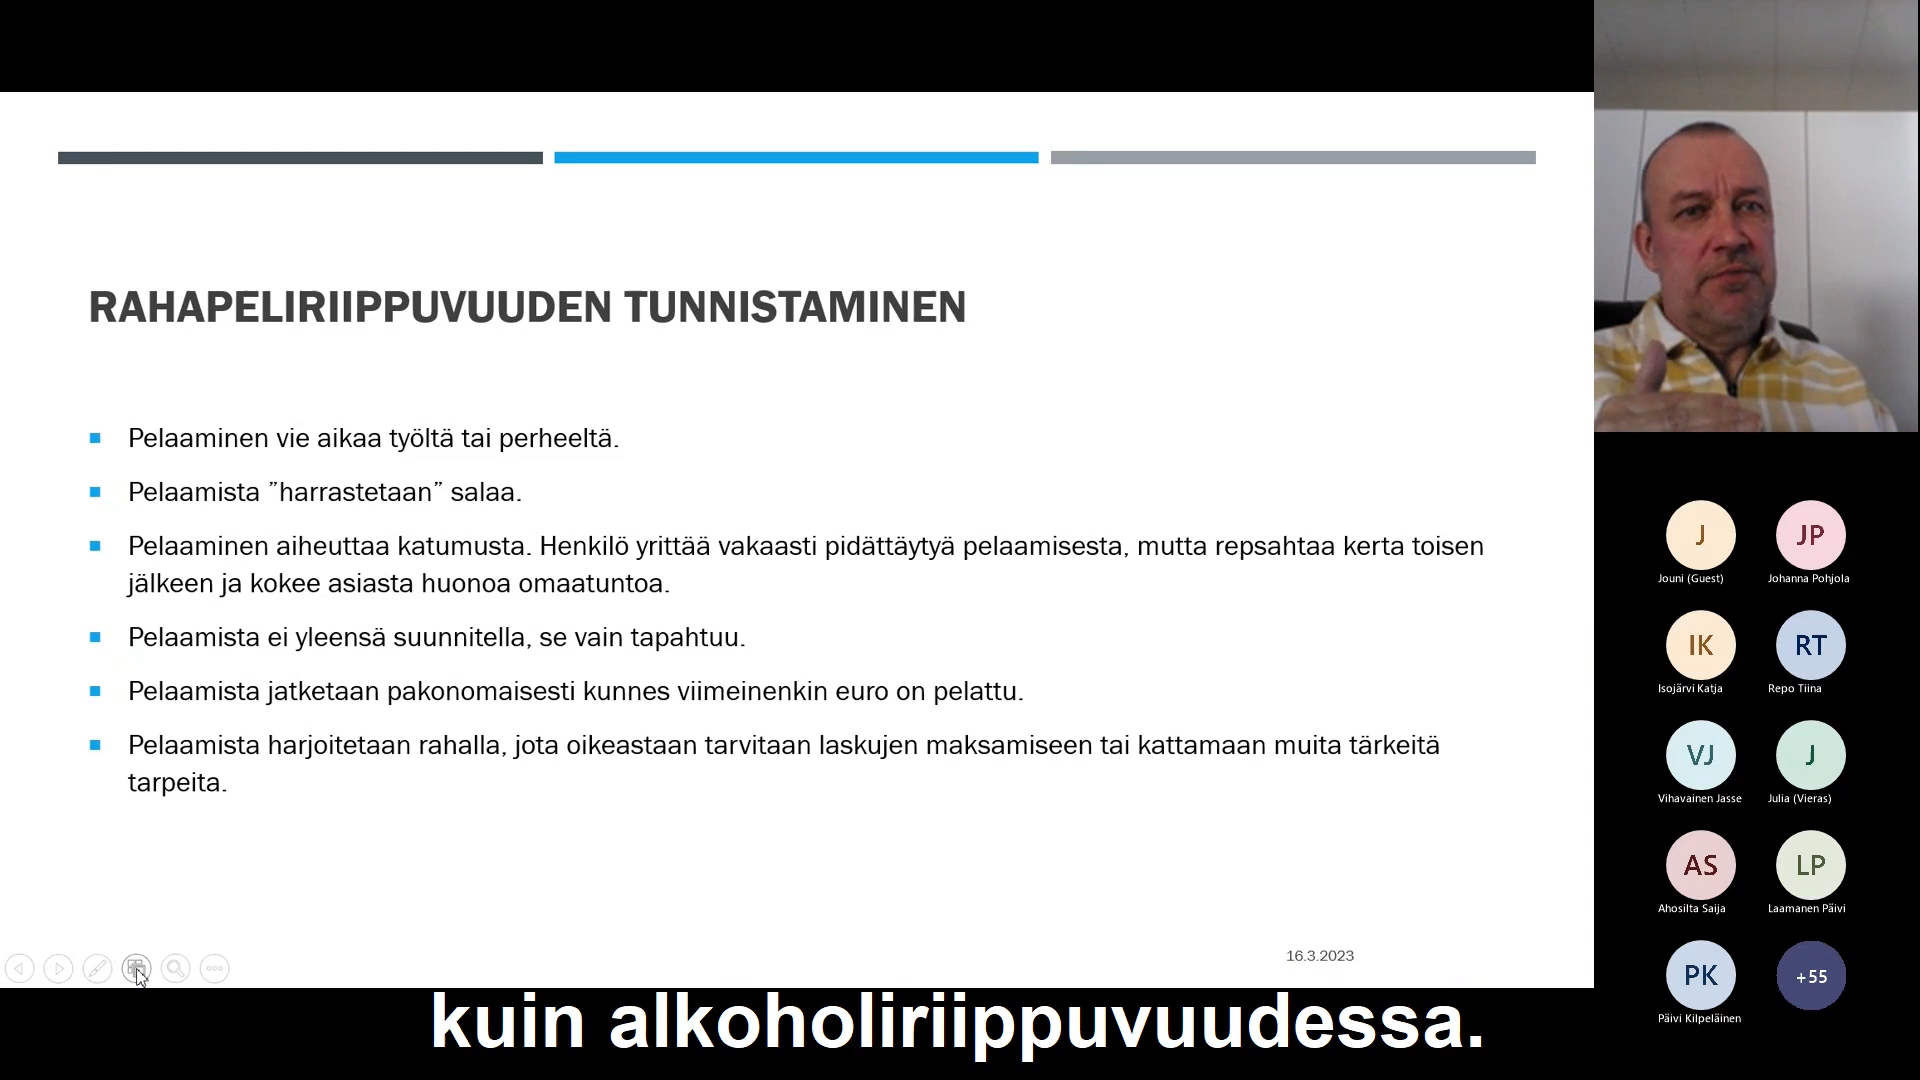 RAHAPELIRIIPPUVUUDEN TUNNISTAMINEN
Pelaaminen vie aikaa työltä tai perheeltä.
Pelaamista ”harrastetaan” salaa.
Pelaaminen aiheuttaa katumusta. Henkilö yrittää vakaasti pidättäytyä pelaamisesta, mutta repsahtaa kerta toisen
jälkeen ja kokee asiasta huonoa omaatuntoa.
Pelaamista ei yleensä suunnitella, se vain tapahtuu.
Pelaamista jatketaan pakonomaisesti kunnes viimeinenkin euro on pelattu.
Pelaamista harjoitetaan rahalla, jota oikeastaan tarvitaan laskujen maksamiseen tai kattamaan muita tärkeitä
tarpeita.
16.3.2023
kuin alkoholiriippuvuudessa.
J
Jouni (Guest)
JP
Johanna Pohjola
IK
Isojärvi Katja
RT
Repo Tiina
VJ
Vihavainen Jasse
J
Julia (Vieras)
AS
Ahosilta Saija
LP
Laamanen Päivi
PK
Päivi Kilpeläinen
+55